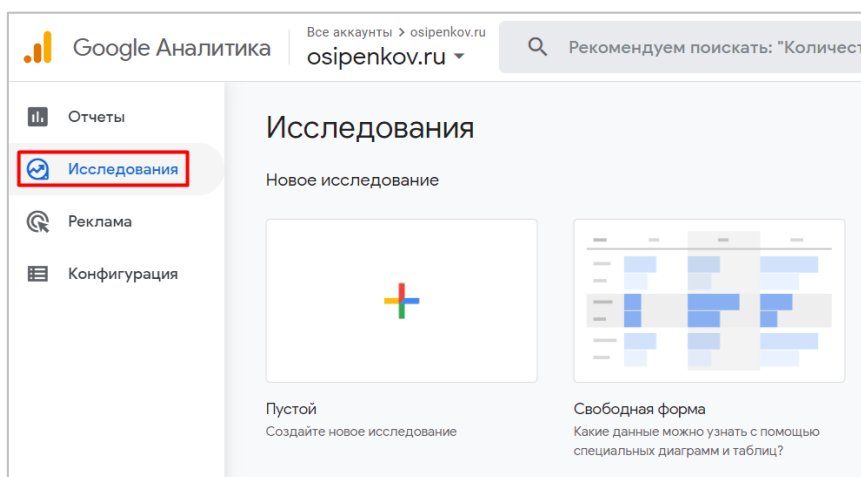 Google Аналитика
Все аккаунты > osipenkov.ru
osipenkov.ru
Рекомендуем поискать: "Количест
Отчеты
Исследования
Реклама
Конфигурация
Исследования
Новое исследование
Пустой
Создайте новое исследование
Свободная форма
Какие данные можно узнать с помощью
специальных диаграмм и таблиц?